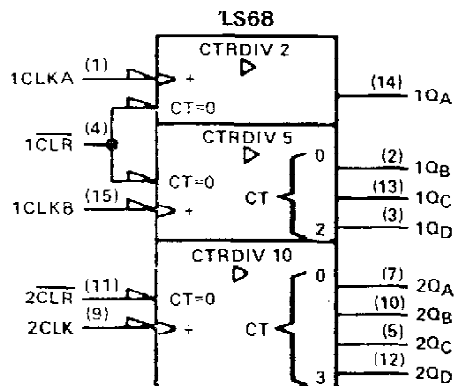 'LS68
CTRDIV 2
1CLKA (1) + (14) 1QA
CT=0
1CLR (4)
CTRDIV 5
0
CT=0 (2) 1QB
CT (13) 1QC
1CLKB (15) + 2 (3) 1QD
CTRDIV 10
0 (7) 2QA
2CLR (11) CT=0
(10) 2QB
2CLK (9) + CT
(5) 2QC
3 (12) 2QD